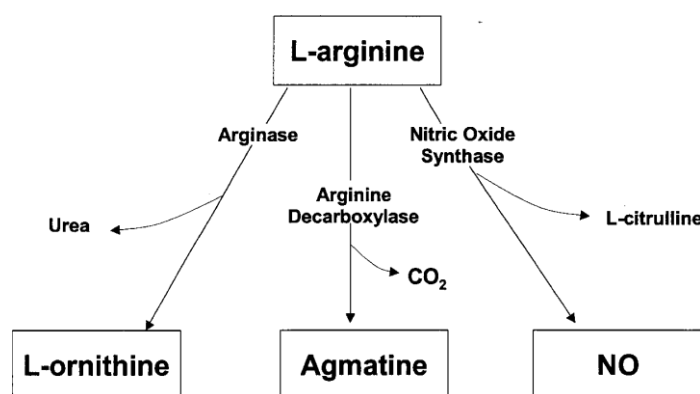 L-arginine
Arginase
Nitric Oxide
Synthase
Arginine
Decarboxylase
Urea
L-citrulline
CO₂
L-ornithine
Agmatine
NO